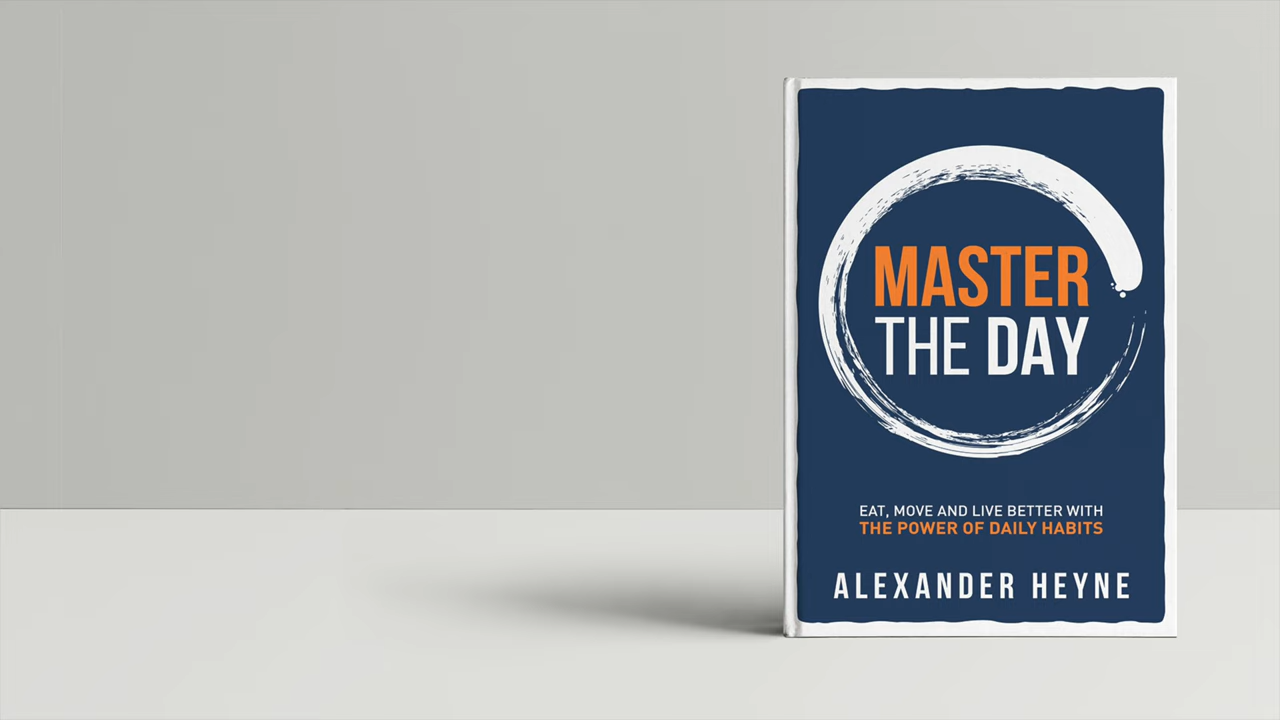 MASTER
THE DAY
EAT, MOVE AND LIVE BETTER WITH
THE POWER OF DAILY HABITS
ALEXANDER HEYNE